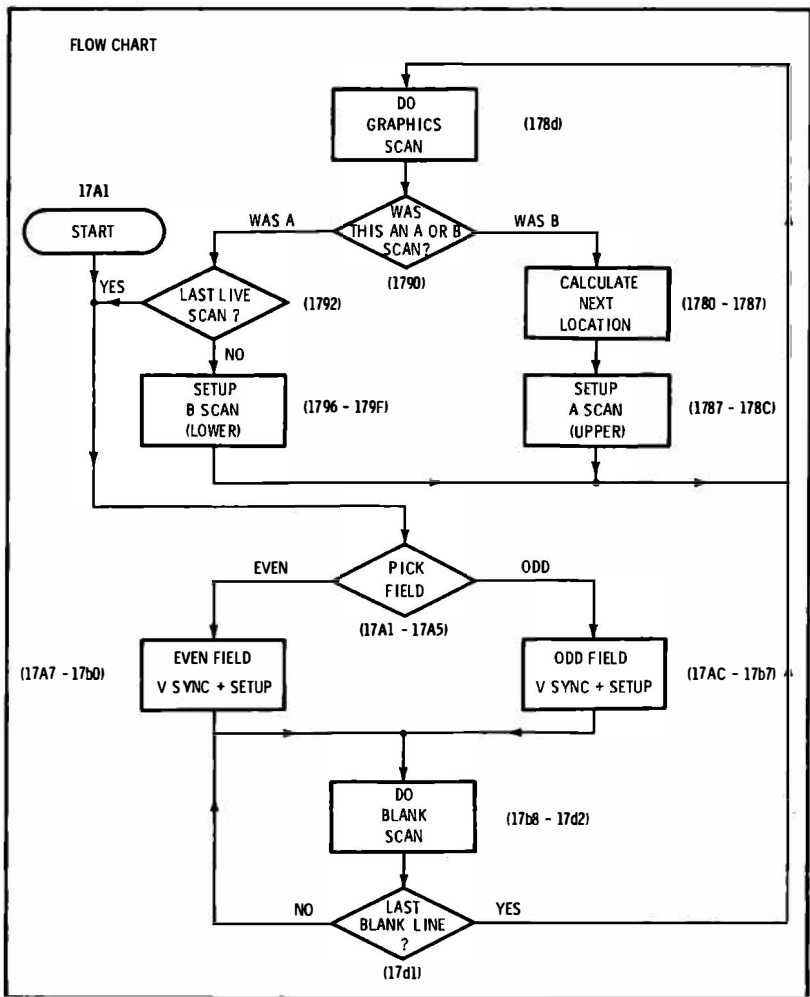 FLOW CHART
DO
GRAPHICS
SCAN
(178d)
17A1
START
WAS
THIS AN A OR B
SCAN?
(1790)
WAS A
WAS B
YES
LAST LIVE
SCAN ?
(1792)
NO
CALCULATE
NEXT
LOCATION
(1780 - 1787)
SETUP
B SCAN
(LOWER)
(1796 - 179F)
SETUP
A SCAN
(UPPER)
(1787 - 178C)
EVEN
PICK
FIELD
ODD
(17A1 - 17A5)
(17A7 - 17b0)
EVEN FIELD
V SYNC + SETUP
ODD FIELD
V SYNC + SETUP
(17AC - 17b7)
DO
BLANK
SCAN
(17b8 - 17d2)
NO
LAST
BLANK LINE
?
YES
(17d1)